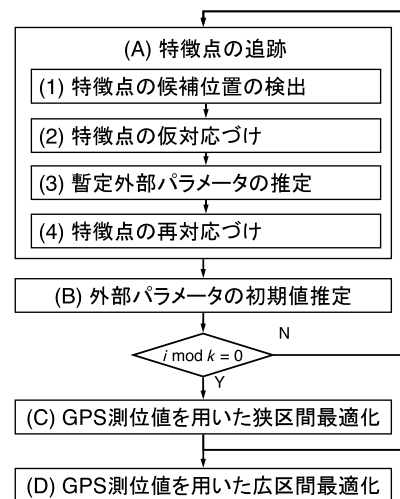 (A) 特徴点の追跡
(1) 特徴点の候補位置の検出
(2) 特徴点の仮対応づけ
(3) 暫定外部パラメータの推定
(4) 特徴点の再対応づけ
(B) 外部パラメータの初期値推定
N
i mod k = 0
Y
(C) GPS測位値を用いた狭区間最適化
(D) GPS測位値を用いた広区間最適化